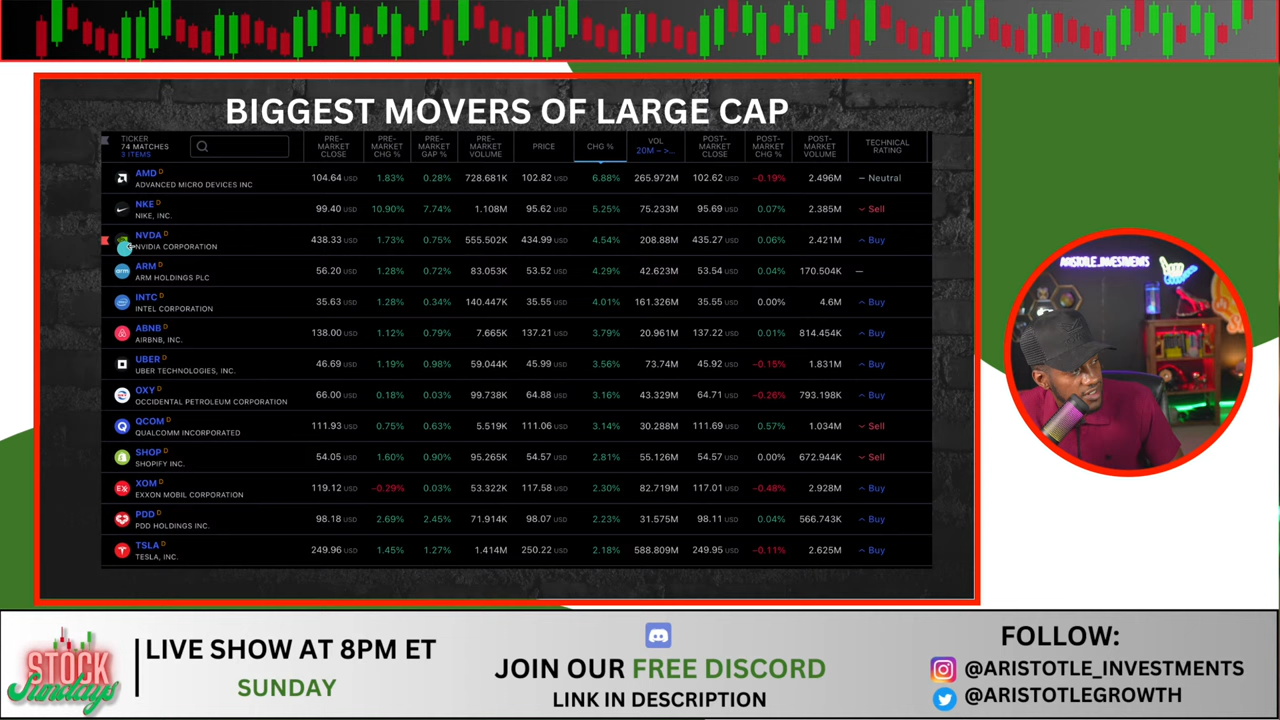 BIGGEST MOVERS OF LARGE CAP
TICKER 74 MATCHES 3 ITEMS PRE-MARKET CLOSE PRE-MARKET CHG % PRE-MARKET GAP % PRE-MARKET VOLUME PRICE CHG % VOL 20M – >... POST-MARKET CLOSE POST-MARKET CHG % POST-MARKET VOLUME TECHNICAL RATING
AMD D 104.64 USD 1.83% 0.28% 728.681K 102.82 USD 6.88% 265.972M 102.62 USD −0.19% 2.496M — Neutral
ADVANCED MICRO DEVICES INC
NKE D 99.40 USD 10.90% 7.74% 1.108M 95.62 USD 5.25% 75.233M 95.69 USD 0.07% 2.385M Sell
NIKE, INC.
NVDA D 438.33 USD 1.73% 0.75% 555.502K 434.99 USD 4.54% 208.88M 435.27 USD 0.06% 2.421M Buy
NVIDIA CORPORATION
arm ARM D 56.20 USD 1.28% 0.72% 83.053K 53.52 USD 4.29% 42.623M 53.54 USD 0.04% 170.504K —
ARM HOLDINGS PLC
INTC D 35.63 USD 1.28% 0.34% 140.447K 35.55 USD 4.01% 161.326M 35.55 USD 0.00% 4.6M Buy
INTEL CORPORATION
ABNB D 138.00 USD 1.12% 0.79% 7.665K 137.21 USD 3.79% 20.961M 137.22 USD 0.01% 814.454K Buy
AIRBNB, INC.
UBER D 46.69 USD 1.19% 0.98% 59.044K 45.99 USD 3.56% 73.74M 45.92 USD −0.15% 1.831M Buy
UBER TECHNOLOGIES, INC.
OXY D 66.00 USD 0.18% 0.03% 99.738K 64.88 USD 3.16% 43.329M 64.71 USD −0.26% 793.198K Buy
OCCIDENTAL PETROLEUM CORPORATION
QCOM D 111.93 USD 0.75% 0.63% 5.519K 111.06 USD 3.14% 30.288M 111.69 USD 0.57% 1.034M Sell
QUALCOMM INCORPORATED
SHOP D 54.05 USD 1.60% 0.90% 95.265K 54.57 USD 2.81% 55.126M 54.57 USD 0.00% 672.944K Sell
SHOPIFY INC.
EX XOM D 119.12 USD −0.29% 0.03% 53.322K 117.58 USD 2.30% 82.719M 117.01 USD −0.48% 2.928M Buy
EXXON MOBIL CORPORATION
PDD D 98.18 USD 2.69% 2.45% 71.914K 98.07 USD 2.23% 31.575M 98.11 USD 0.04% 566.743K Buy
PDD HOLDINGS INC.
TSLA D 249.96 USD 1.45% 1.27% 1.414M 250.22 USD 2.18% 588.809M 249.95 USD −0.11% 2.625M Buy
TESLA, INC.
ARISTOTLE_INVESTMENTS
STOCK
Sundays
LIVE SHOW AT 8PM ET
SUNDAY
JOIN OUR FREE DISCORD
LINK IN DESCRIPTION
FOLLOW:
@ARISTOTLE_INVESTMENTS
@ARISTOTLEGROWTH